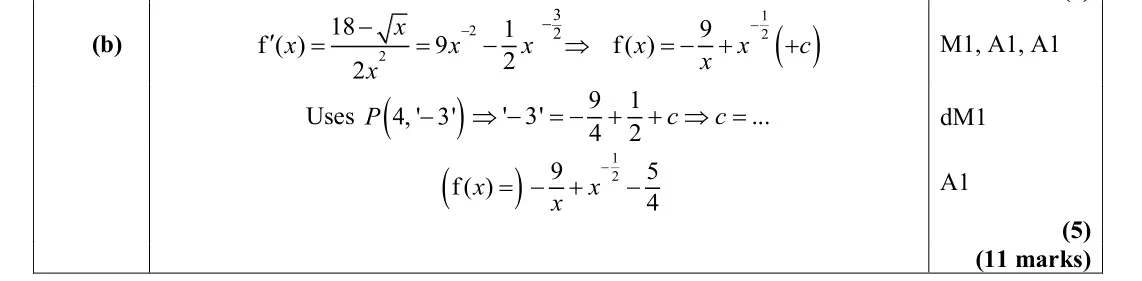 (b) f′(x) = (18 − √x)/(2x²) = 9x⁻² − (1/2)x^(−3/2) ⇒ f(x) = −9/x + x^(−1/2) (+c) M1, A1, A1
Uses P(4, '−3') ⇒ '−3' = −9/4 + 1/2 + c ⇒ c = ... dM1
(f(x) =) −9/x + x^(−1/2) − 5/4 A1
(5)
(11 marks)